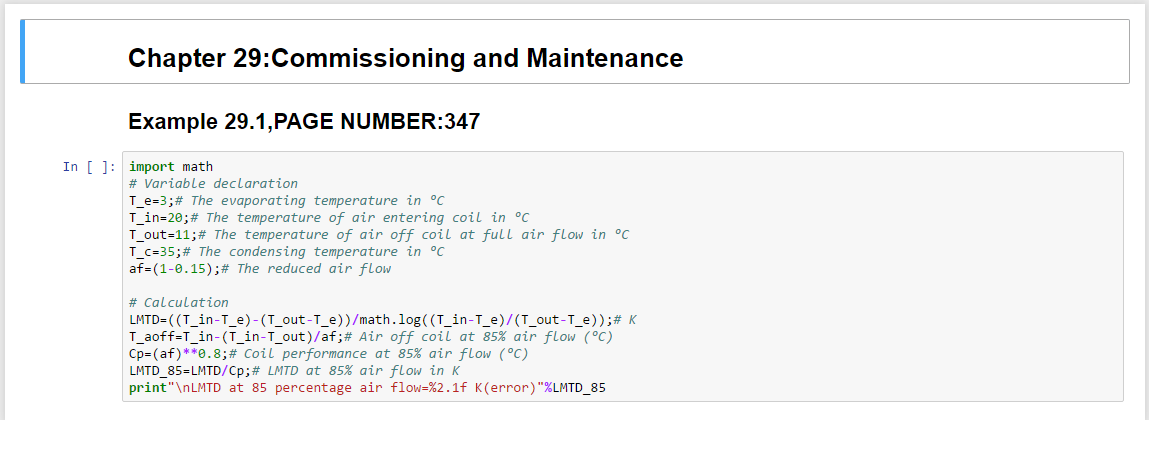 Chapter 29:Commissioning and Maintenance
Example 29.1,PAGE NUMBER:347
In [ ]: import math
# Variable declaration
T_e=3;# The evaporating temperature in °C
T_in=20;# The temperature of air entering coil in °C
T_out=11;# The temperature of air off coil at full air flow in °C
T_c=35;# The condensing temperature in °C
af=(1-0.15);# The reduced air flow
# Calculation
LMTD=((T_in-T_e)-(T_out-T_e))/math.log((T_in-T_e)/(T_out-T_e));# K
T_aoff=T_in-(T_in-T_out)/af;# Air off coil at 85% air flow (°C)
Cp=(af)**0.8;# Coil performance at 85% air flow (°C)
LMTD_85=LMTD/Cp;# LMTD at 85% air flow in K
print"\nLMTD at 85 percentage air flow=%2.1f K(error)"%LMTD_85